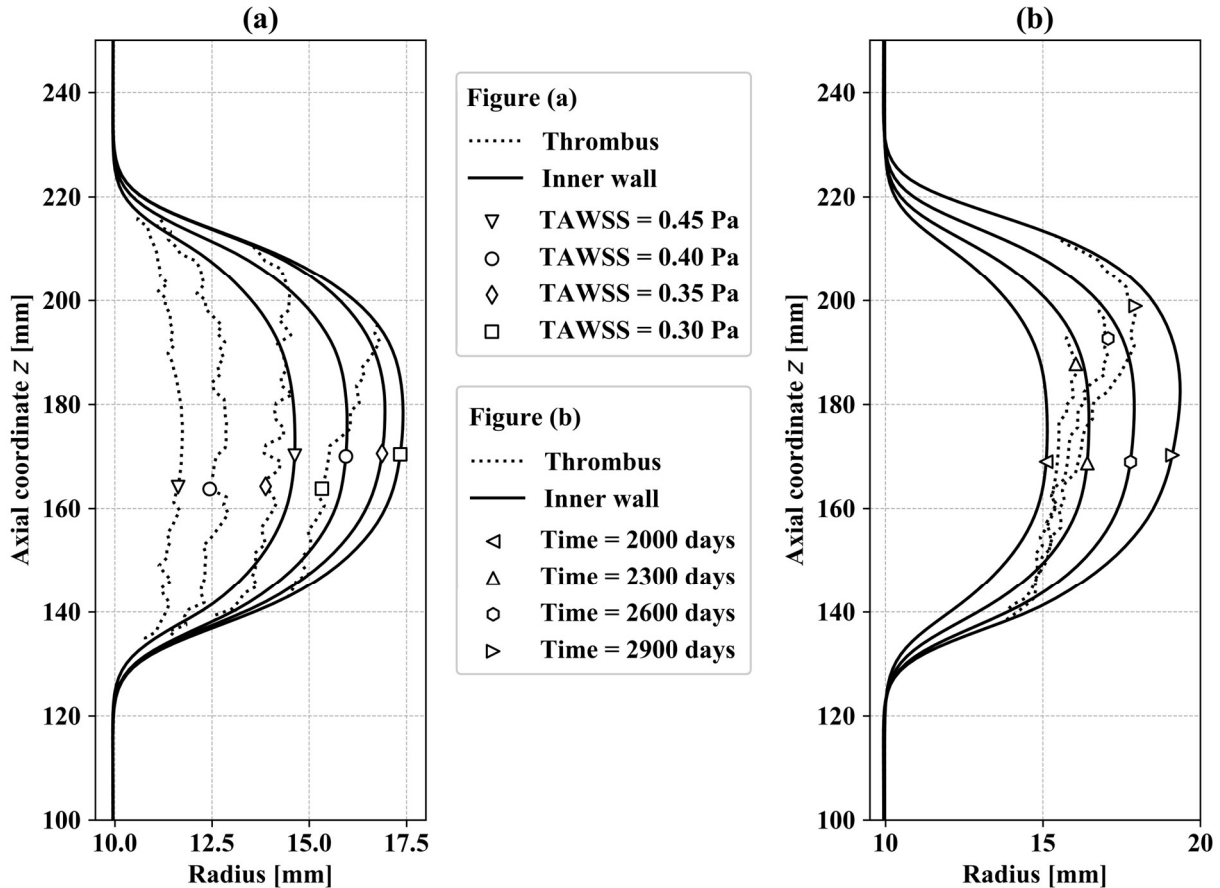 (a)
240
220
200
180
160
140
120
100
10.0 12.5 15.0 17.5
Radius [mm]
Axial coordinate z [mm]
Figure (a)
Thrombus
Inner wall
TAWSS = 0.45 Pa
TAWSS = 0.40 Pa
TAWSS = 0.35 Pa
TAWSS = 0.30 Pa
Figure (b)
Thrombus
Inner wall
Time = 2000 days
Time = 2300 days
Time = 2600 days
Time = 2900 days
(b)
240
220
200
180
160
140
120
100
10 15 20
Radius [mm]
Axial coordinate z [mm]